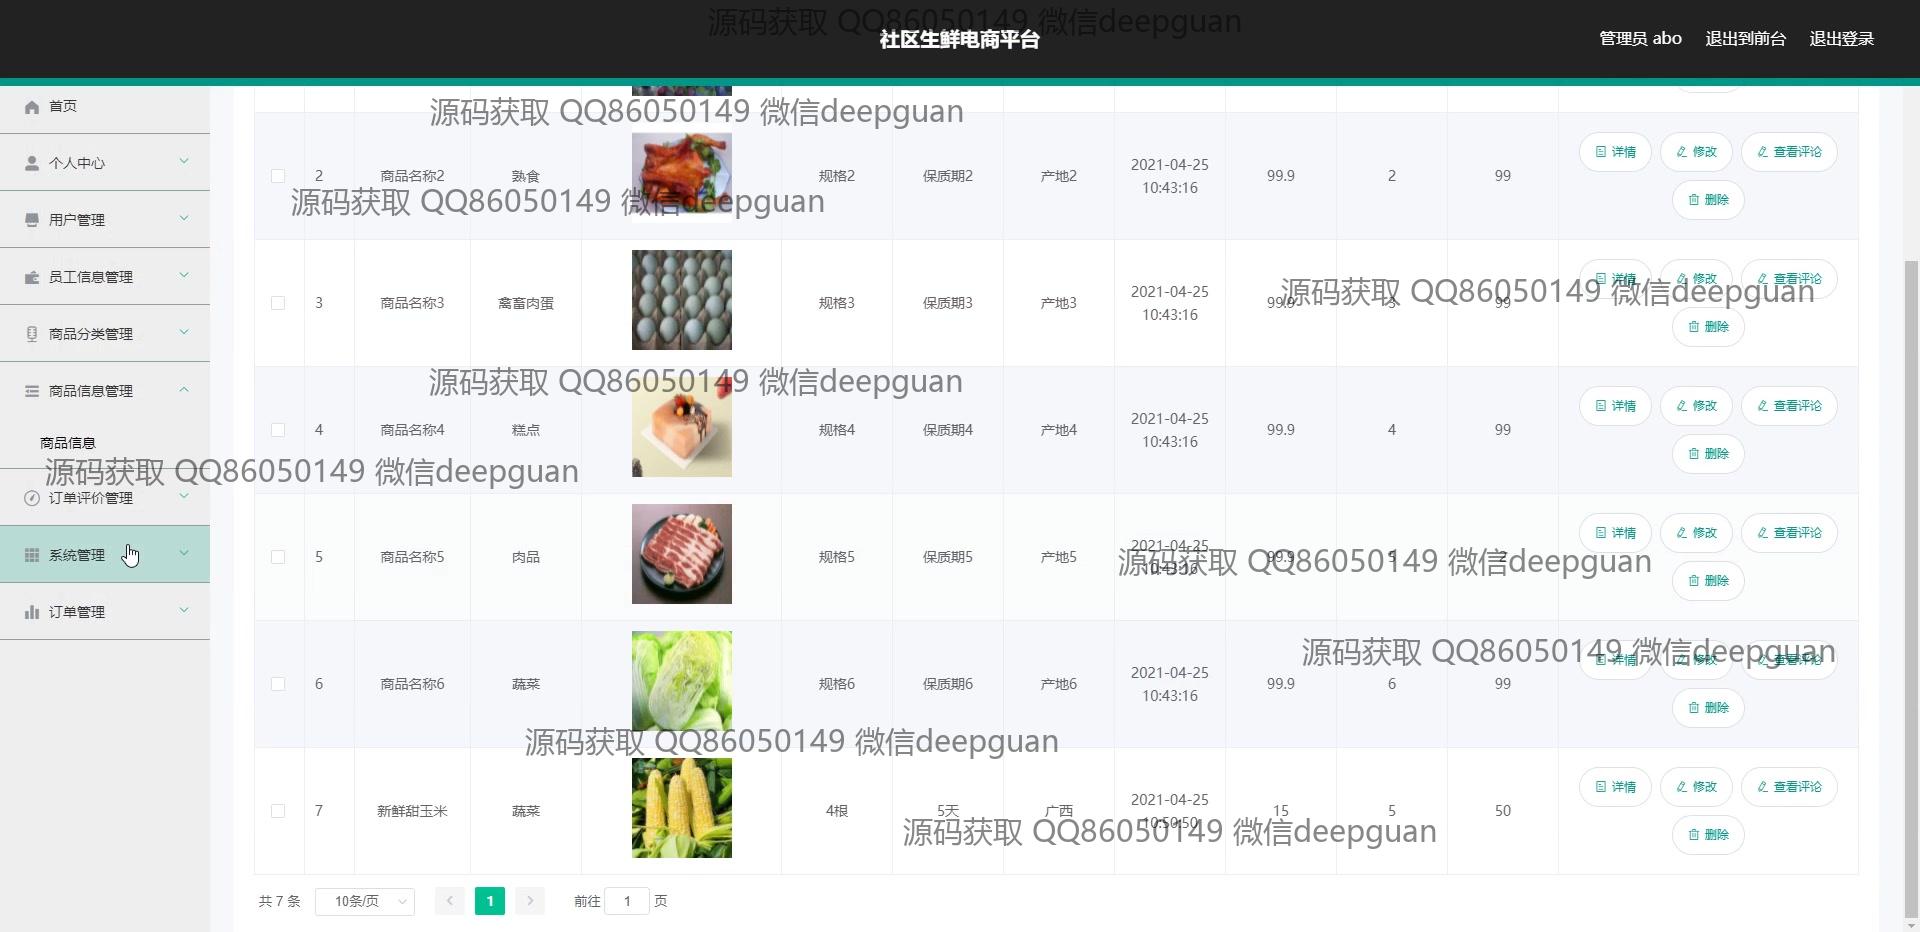 源码获取 QQ86050149 微信deepguan
社区生鲜电商平台
管理员 abo 退出到前台 退出登录
首页
源码获取 QQ86050149 微信deepguan
个人中心
用户管理
员工信息管理
商品分类管理
商品信息管理
商品信息
订单评价管理
系统管理
订单管理
2 商品名称2 熟食 规格2 保质期2 产地2 2021-04-25 10:43:16 99.9 2 99 详情 修改 查看评论 删除
源码获取 QQ86050149 微信deepguan
3 商品名称3 禽畜肉蛋 规格3 保质期3 产地3 2021-04-25 10:43:16 99.9 3 99 详情 修改 查看评论 删除
源码获取 QQ86050149 微信deepguan
源码获取 QQ86050149 微信deepguan
4 商品名称4 糕点 规格4 保质期4 产地4 2021-04-25 10:43:16 99.9 4 99 详情 修改 查看评论 删除
源码获取 QQ86050149 微信deepguan
5 商品名称5 肉品 规格5 保质期5 产地5 2021-04-25 10:43:16 99.9 5 2 详情 修改 查看评论 删除
源码获取 QQ86050149 微信deepguan
6 商品名称6 蔬菜 规格6 保质期6 产地6 2021-04-25 10:43:16 99.9 6 99 详情 修改 查看评论 删除
源码获取 QQ86050149 微信deepguan
源码获取 QQ86050149 微信deepguan
7 新鲜甜玉米 蔬菜 4根 5天 广西 2021-04-25 10:50:50 15 5 50 详情 修改 查看评论 删除
源码获取 QQ86050149 微信deepguan
共 7 条 10条/页 1 前往 1 页